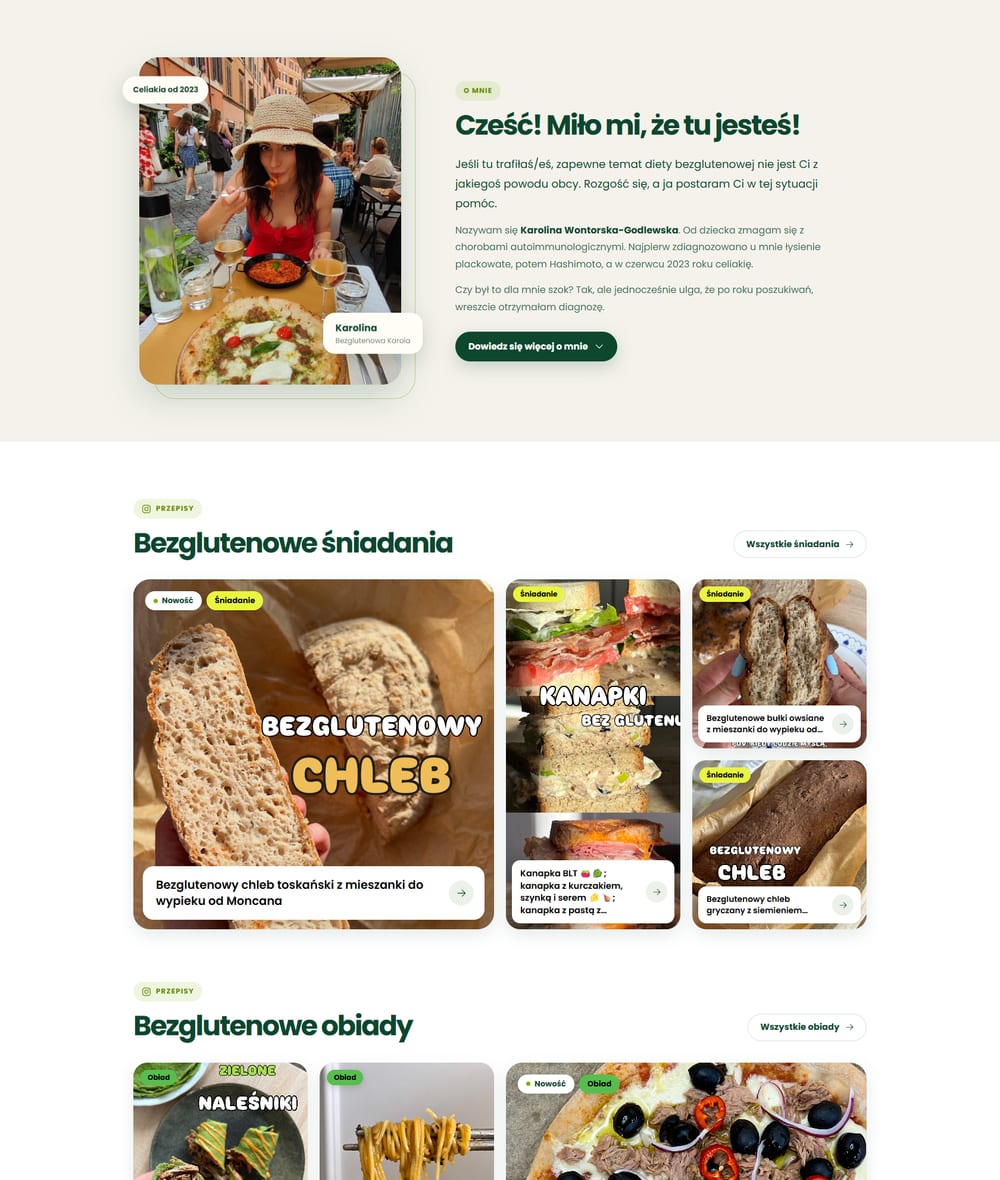 Celiakia od 2023
Karolina
Bezglutenowa Karola
O MNIE
Cześć! Miło mi, że tu jesteś!
Jeśli tu trafiłaś/eś, zapewne temat diety bezglutenowej nie jest Ci z
jakiegoś powodu obcy. Rozgość się, a ja postaram Ci w tej sytuacji
pomóc.
Nazywam się Karolina Wontorska-Godlewska. Od dziecka zmagam się z
chorobami autoimmunologicznymi. Najpierw zdiagnozowano u mnie łysienie
plackowate, potem Hashimoto, a w czerwcu 2023 roku celiakię.
Czy był to dla mnie szok? Tak, ale jednocześnie ulga, że po roku poszukiwań,
wreszcie otrzymałam diagnozę.
Dowiedz się więcej o mnie
PRZEPISY
Bezglutenowe śniadania
Wszystkie śniadania →
Nowość
Śniadanie
BEZGLUTENOWY
CHLEB
Bezglutenowy chleb toskański z mieszanki do
wypieku od Moncana
Śniadanie
KANAPKI
BEZ GLUTENU
Kanapka BLT 🍅 🥬 ;
kanapka z kurczakiem,
szynką i serem 🧀 🍗 ;
kanapka z pastą z...
Śniadanie
Bezglutenowe bułki owsiane
z mieszanki do wypieku od...
Śniadanie
BEZGLUTENOWY
CHLEB
Bezglutenowy chleb
gryczany z siemieniem...
PRZEPISY
Bezglutenowe obiady
Wszystkie obiady →
Obiad
ZIELONE
NALEŚNIKI
Obiad
Nowość
Obiad